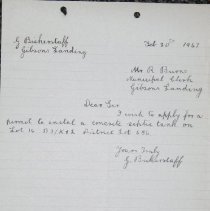 G Bickerstaff
Gibsons Landing
Feb 20th 1947
Mr R Burns
Municipal Clerk
Gibsons Landing
Dear Sir
I wish to apply for a
permit to install a concrete septic tank on
Lot 16 District Lot 686
Yours Truly
G Bickerstaff